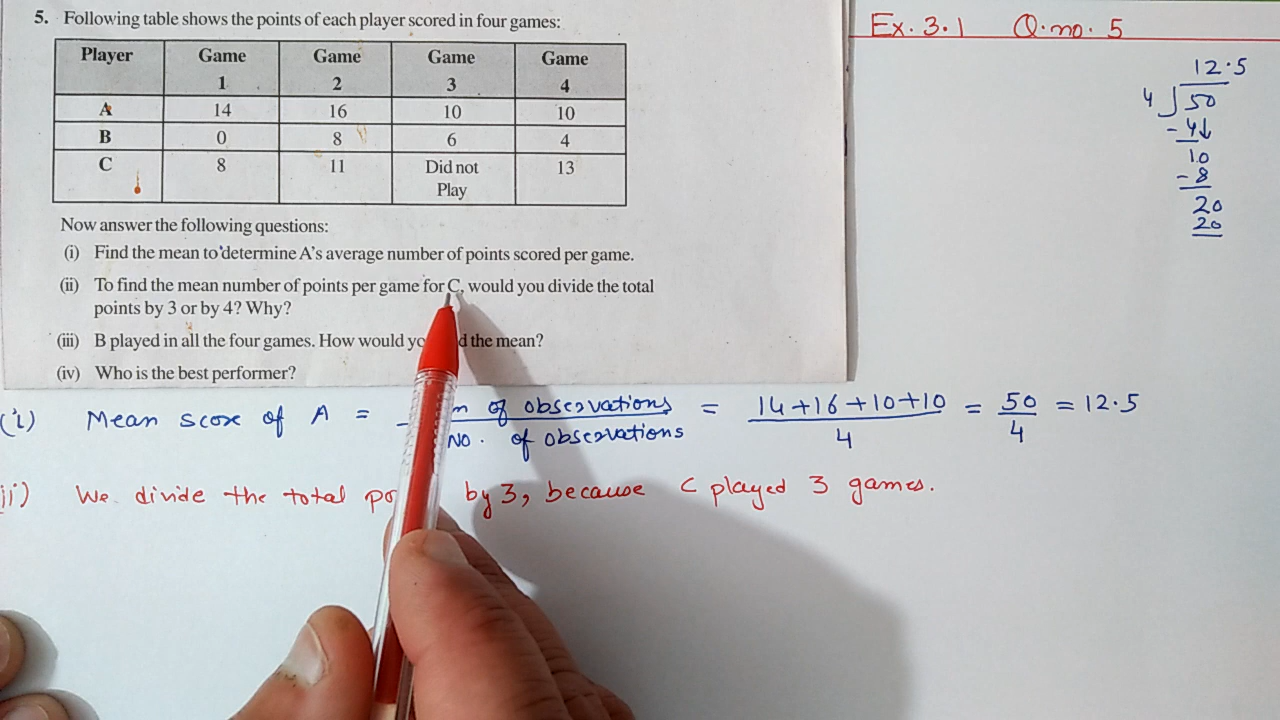 5. Following table shows the points of each player scored in four games:
Player Game 1 Game 2 Game 3 Game 4
A 14 16 10 10
B 0 8 6 4
C 8 11 Did not Play 13
Now answer the following questions:
(i) Find the mean to determine A's average number of points scored per game.
(ii) To find the mean number of points per game for C, would you divide the total
points by 3 or by 4? Why?
(iii) B played in all the four games. How would the mean?
(iv) Who is the best performer?
Ex. 3.1 Q.no. 5
12.5
4 50
- 4↓
10
- 8
20
20
(i) Mean score of A = of observations / No. of observations = 14+16+10+10 / 4 = 50 / 4 = 12.5
ii) We divide the total by 3, because C played 3 games.